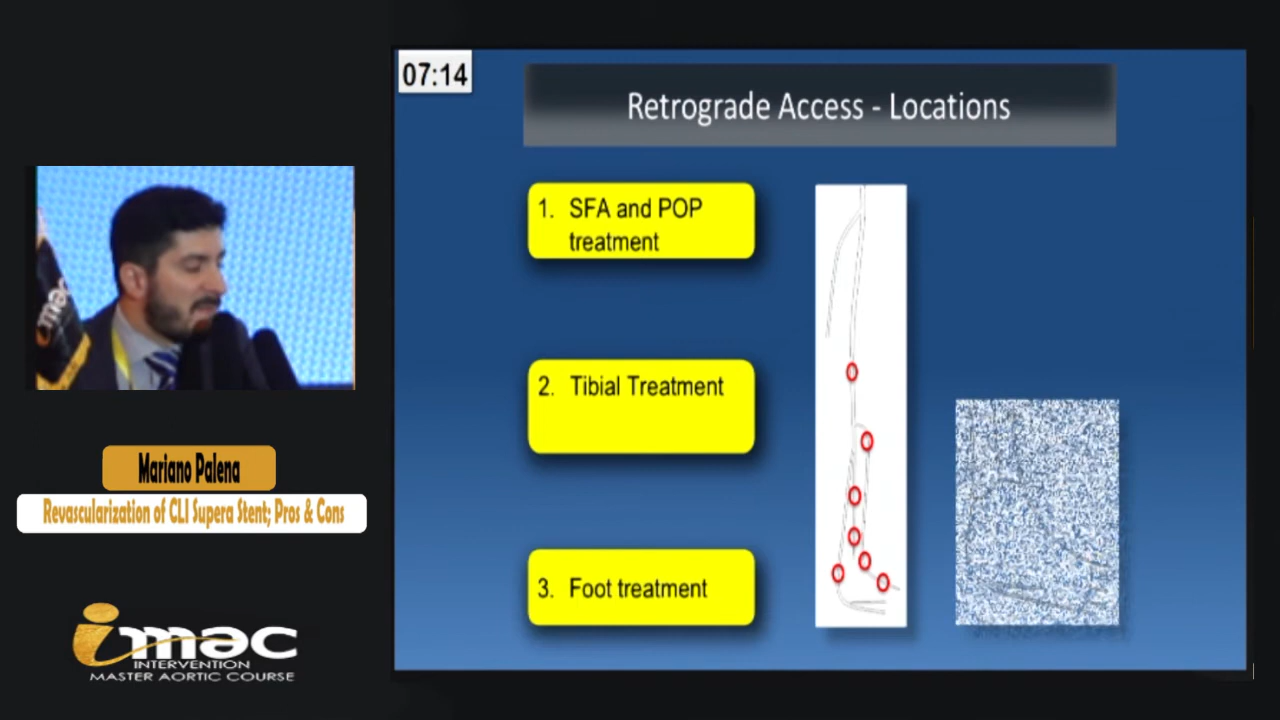 07:14
Retrograde Access - Locations
1. SFA and POP
treatment
2. Tibial Treatment
3. Foot treatment
Mariano Palena
Revascularization of CLI Supera Stent; Pros & Cons
imac
INTERVENTION
MASTER AORTIC COURSE